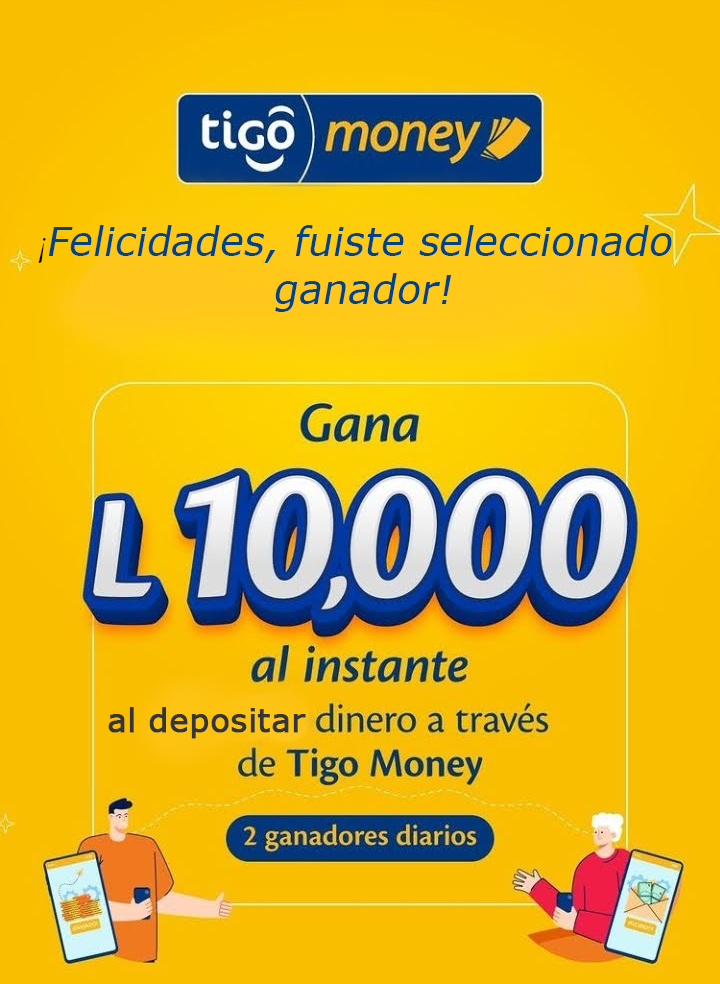 tigo money
¡Felicidades, fuiste seleccionado
ganador!
Gana
L 10,000
al instante
al depositar dinero a través
de Tigo Money
2 ganadores diarios